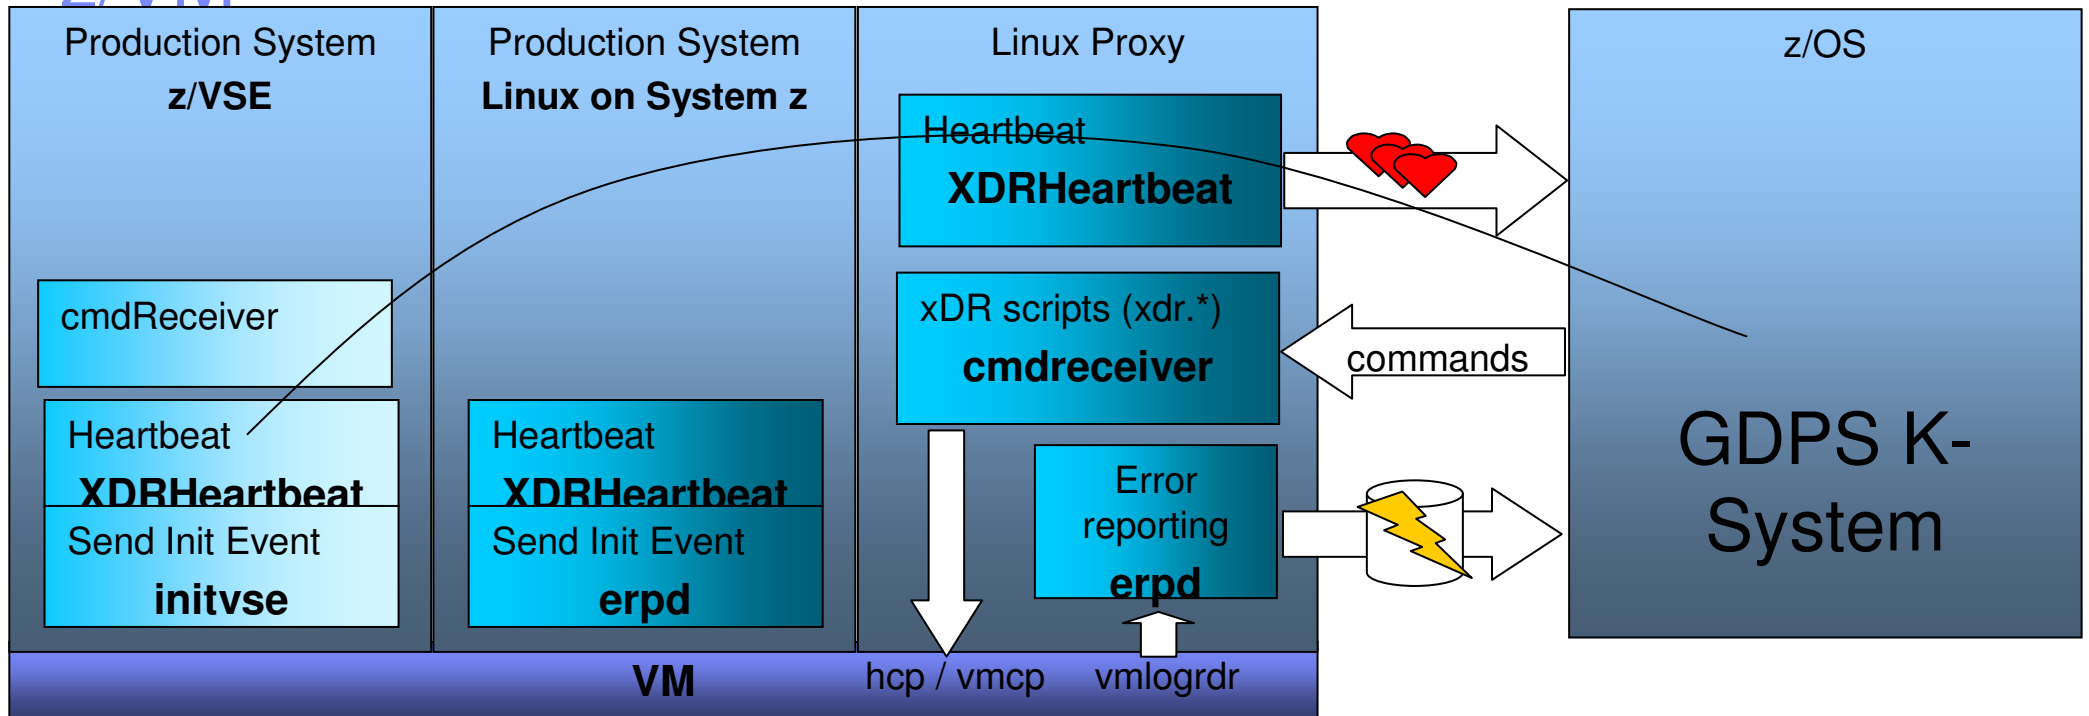 z/VM
Production System
z/VSE
cmdReceiver
Heartbeat
XDRHeartbeat
Send Init Event
initvse
Production System
Linux on System z
Heartbeat
XDRHeartbeat
Send Init Event
erpd
Linux Proxy
Heartbeat
XDRHeartbeat
xDR scripts (xdr.*)
cmdreceiver
Error
reporting
erpd
commands
z/OS
GDPS K-
System
VM
hcp / vmcp
vmlogrdr